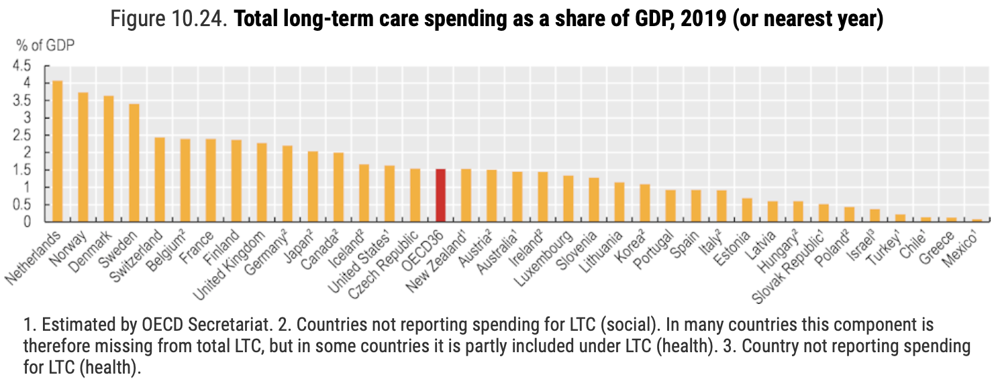 Figure 10.24. Total long-term care spending as a share of GDP, 2019 (or nearest year)
% of GDP
4.5
4
3.5
3
2.5
2
1.5
1
0.5
0
Netherlands
Norway
Denmark
Sweden
Switzerland
Belgium²
France
Finland
United Kingdom
Germany²
Japan²
Canada²
Iceland²
United States¹
Czech Republic
OECD36
New Zealand¹
Austria²
Australia¹
Ireland²
Luxembourg
Slovenia
Lithuania
Korea²
Portugal
Spain
Italy²
Estonia
Latvia
Hungary²
Slovak Republic¹
Poland²
Israel³
Turkey¹
Chile¹
Greece
Mexico¹
1. Estimated by OECD Secretariat. 2. Countries not reporting spending for LTC (social). In many countries this component is
therefore missing from total LTC, but in some countries it is partly included under LTC (health). 3. Country not reporting spending
for LTC (health).